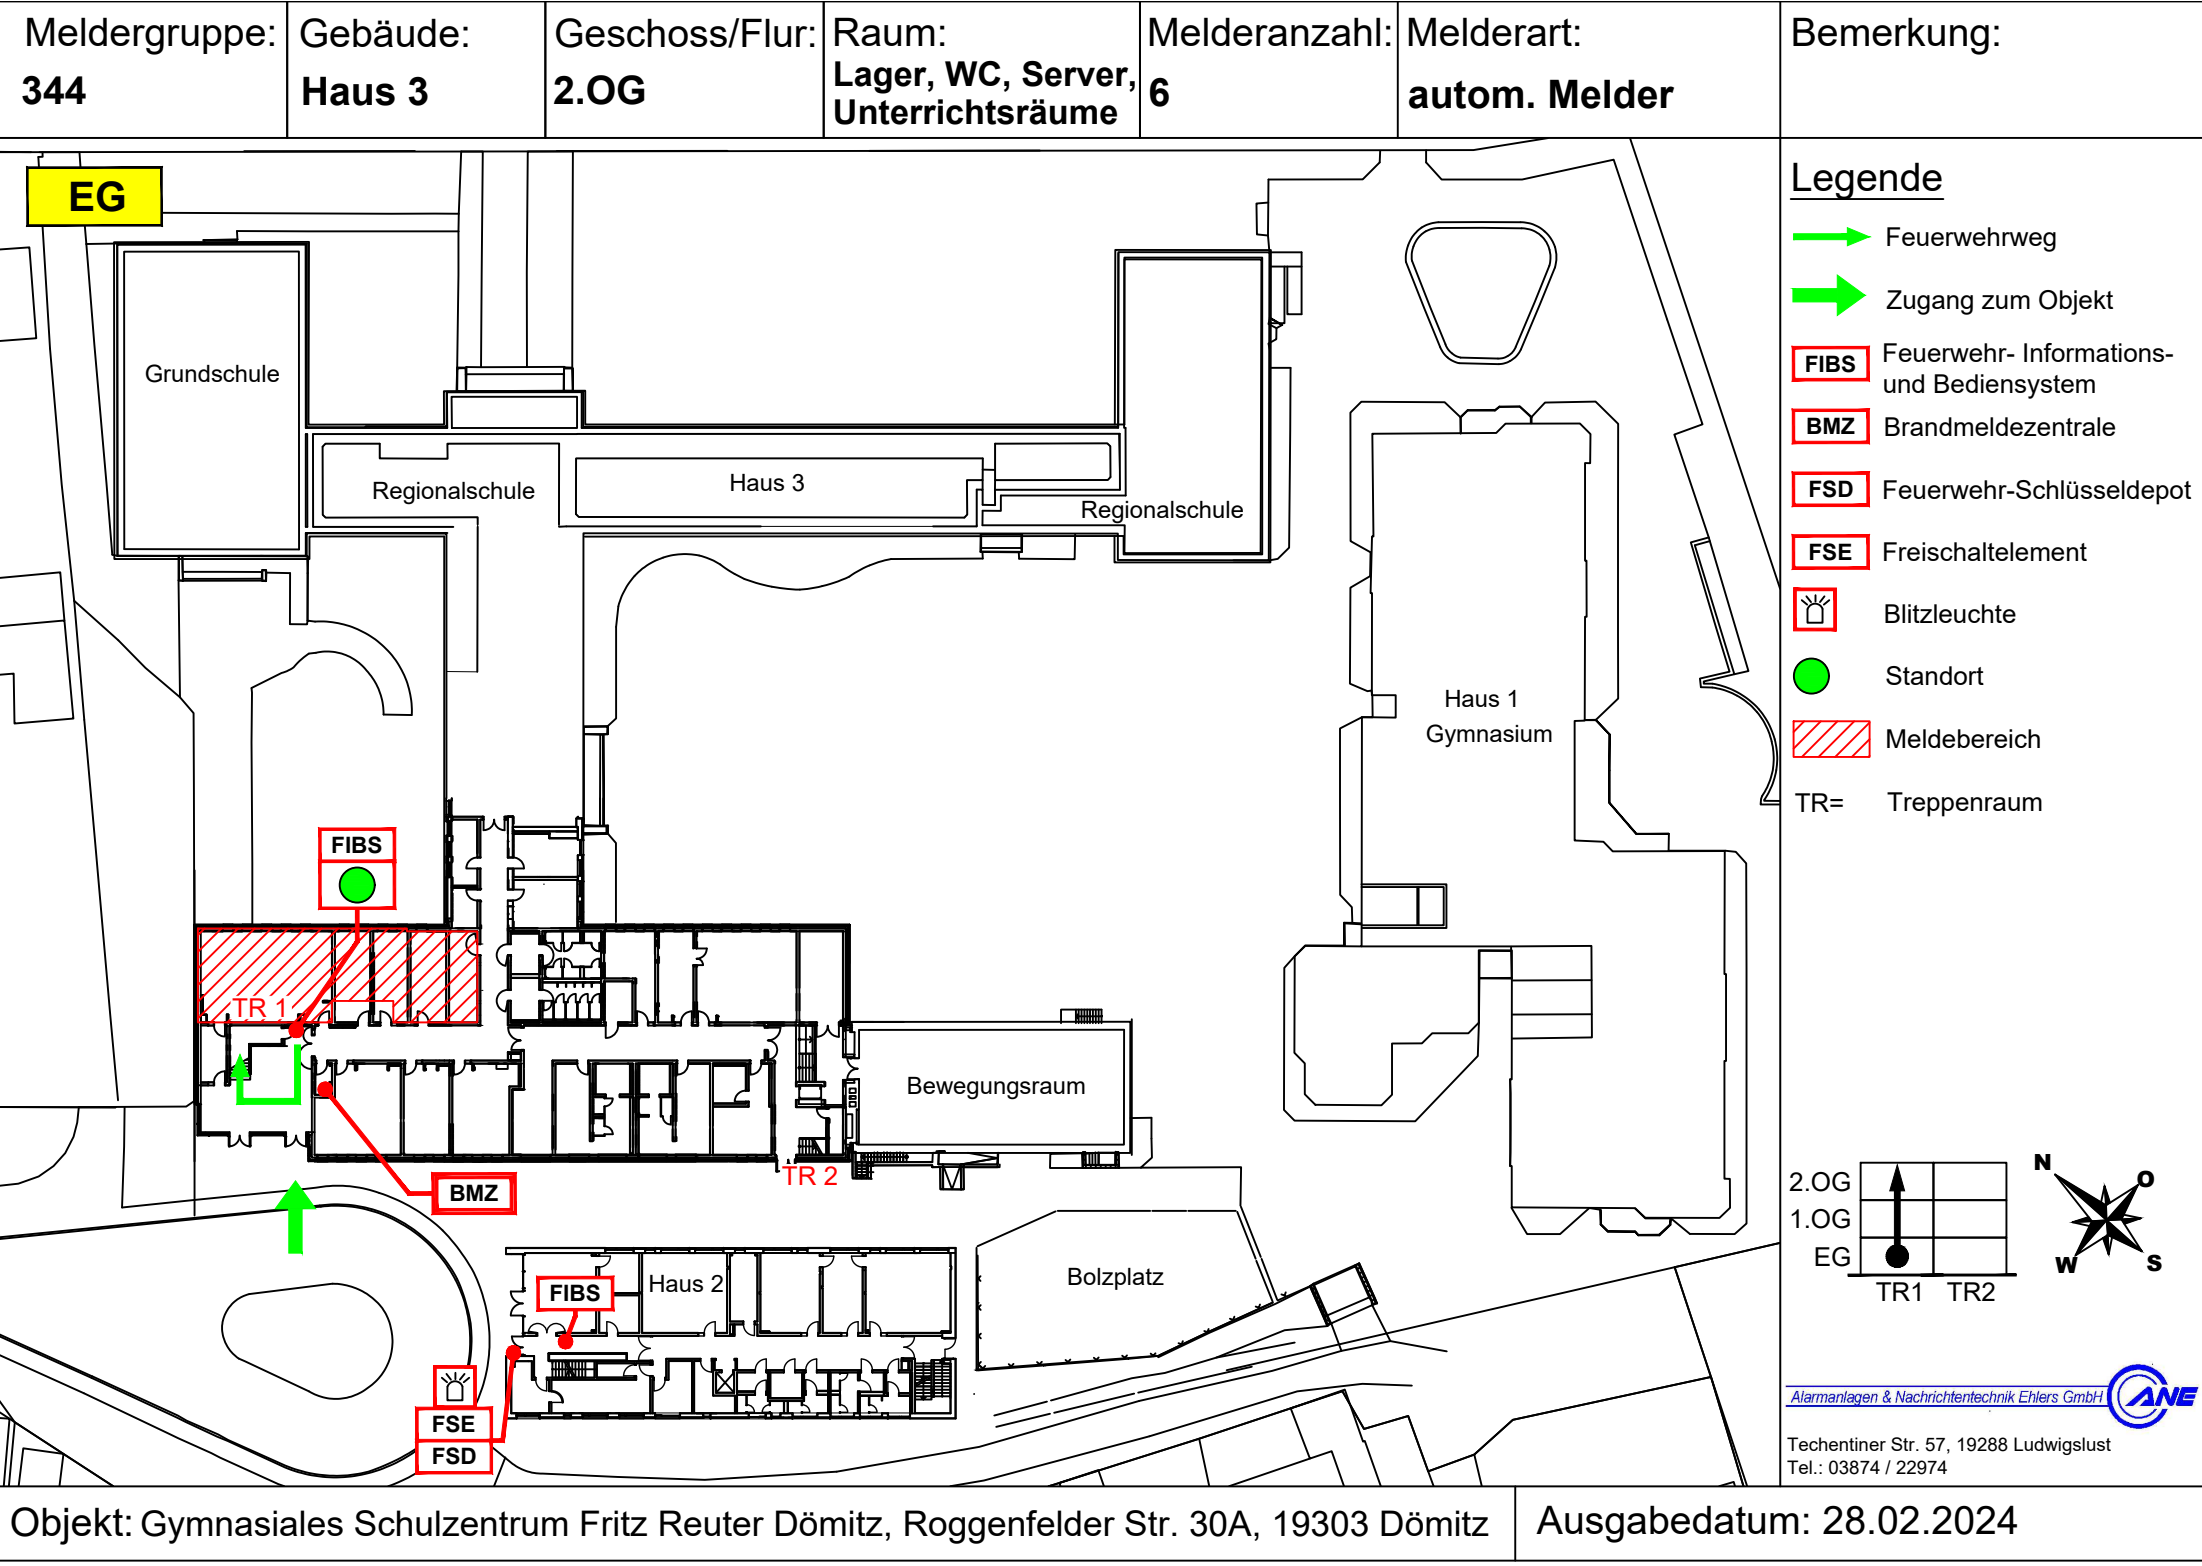 Meldergruppe:
344
Gebäude:
Haus 3
Geschoss/Flur:
2.OG
Raum:
Lager, WC, Server,
Unterrichtsräume
Melderanzahl:
6
Melderart:
autom. Melder
Bemerkung:
EG
Grundschule
Regionalschule
Haus 3
Regionalschule
Haus 1
Gymnasium
FIBS
TR 1
Bewegungsraum
BMZ
TR 2
FIBS
Haus 2
Bolzplatz
FSE
FSD
Legende
Feuerwehrweg
Zugang zum Objekt
FIBS
Feuerwehr- Informations-
und Bediensystem
BMZ
Brandmeldezentrale
FSD
Feuerwehr-Schlüsseldepot
FSE
Freischaltelement
Blitzleuchte
Standort
Meldebereich
TR= Treppenraum
2.OG
1.OG
EG
TR1 TR2
N
O
W
S
Alarmanlagen & Nachrichtentechnik Ehlers GmbH
ANE
Techentiner Str. 57, 19288 Ludwigslust
Tel.: 03874 / 22974
Objekt: Gymnasiales Schulzentrum Fritz Reuter Dömitz, Roggenfelder Str. 30A, 19303 Dömitz
Ausgabedatum: 28.02.2024